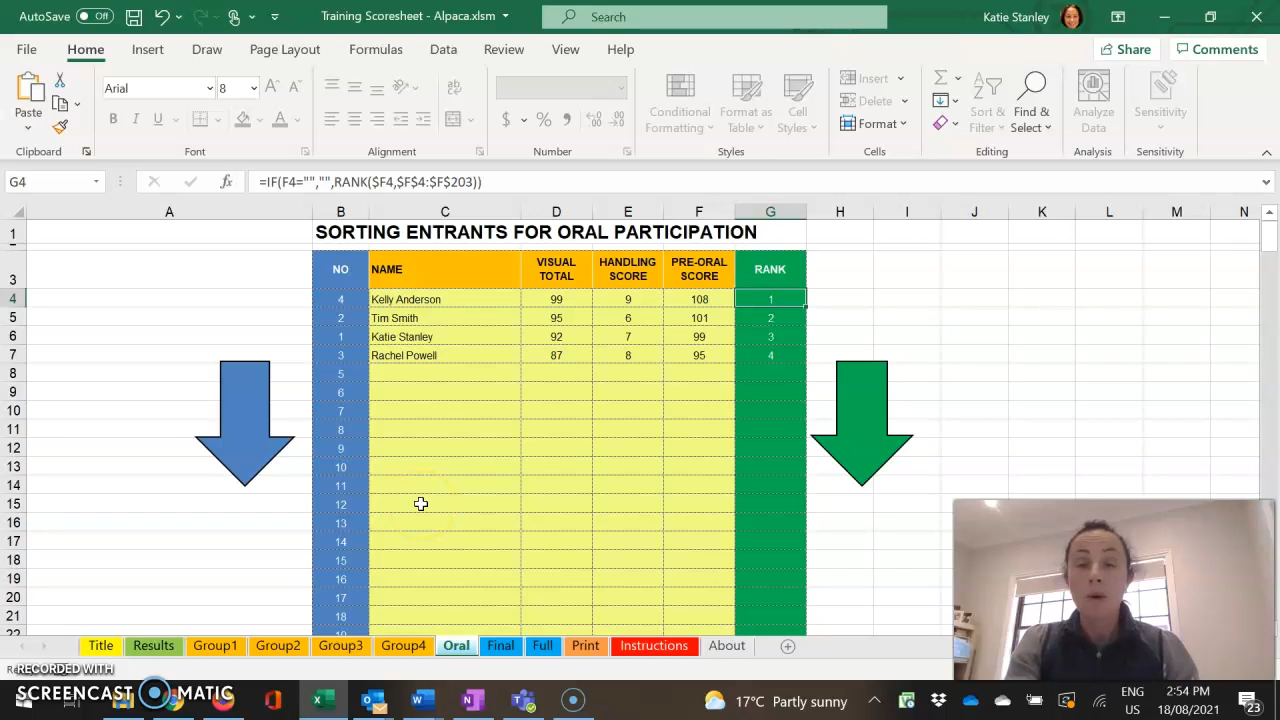 AutoSave Off Training Scoresheet - Alpaca.xlsm Search Katie Stanley
File Home Insert Draw Page Layout Formulas Data Review View Help Share Comments
Paste Arial 8 Conditional Formatting Format as Table Cell Styles Insert Delete Format Sort & Filter Find & Select Analyze Data Sensitivity
Clipboard Font Alignment Number Styles Cells Editing Analysis Sensitivity
G4 fx =IF(F4="","",RANK($F4,$F$4:$F$203))
A B C D E F G H I J K L M N
1 SORTING ENTRANTS FOR ORAL PARTICIPATION
3 NO NAME VISUAL TOTAL HANDLING SCORE PRE-ORAL SCORE RANK
4 4 Kelly Anderson 99 9 108 1
5 2 Tim Smith 95 6 101 2
6 1 Katie Stanley 92 7 99 3
7 3 Rachel Powell 87 8 95 4
8 5
9 6
10 7
11 8
12 9
13 10
14 11
15 12
16 13
17 14
18 15
19 16
20 17
21 18
22 19
Title Results Group1 Group2 Group3 Group4 Oral Final Full Print Instructions About
RECORDED WITH
SCREENCAST MATIC
17°C Partly sunny ENG US 2:54 PM 18/08/2021 23